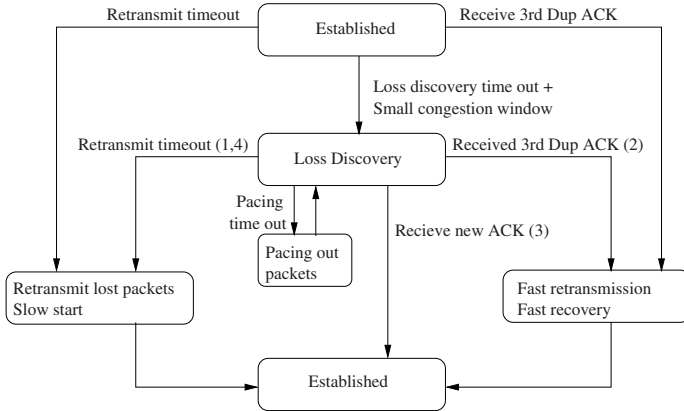 Retransmit timeout
Established
Receive 3rd Dup ACK
Loss discovery time out +
Small congestion window
Retransmit timeout (1,4)
Loss Discovery
Received 3rd Dup ACK (2)
Pacing
time out
Recieve new ACK (3)
Pacing out
packets
Retransmit lost packets
Slow start
Fast retransmission
Fast recovery
Established